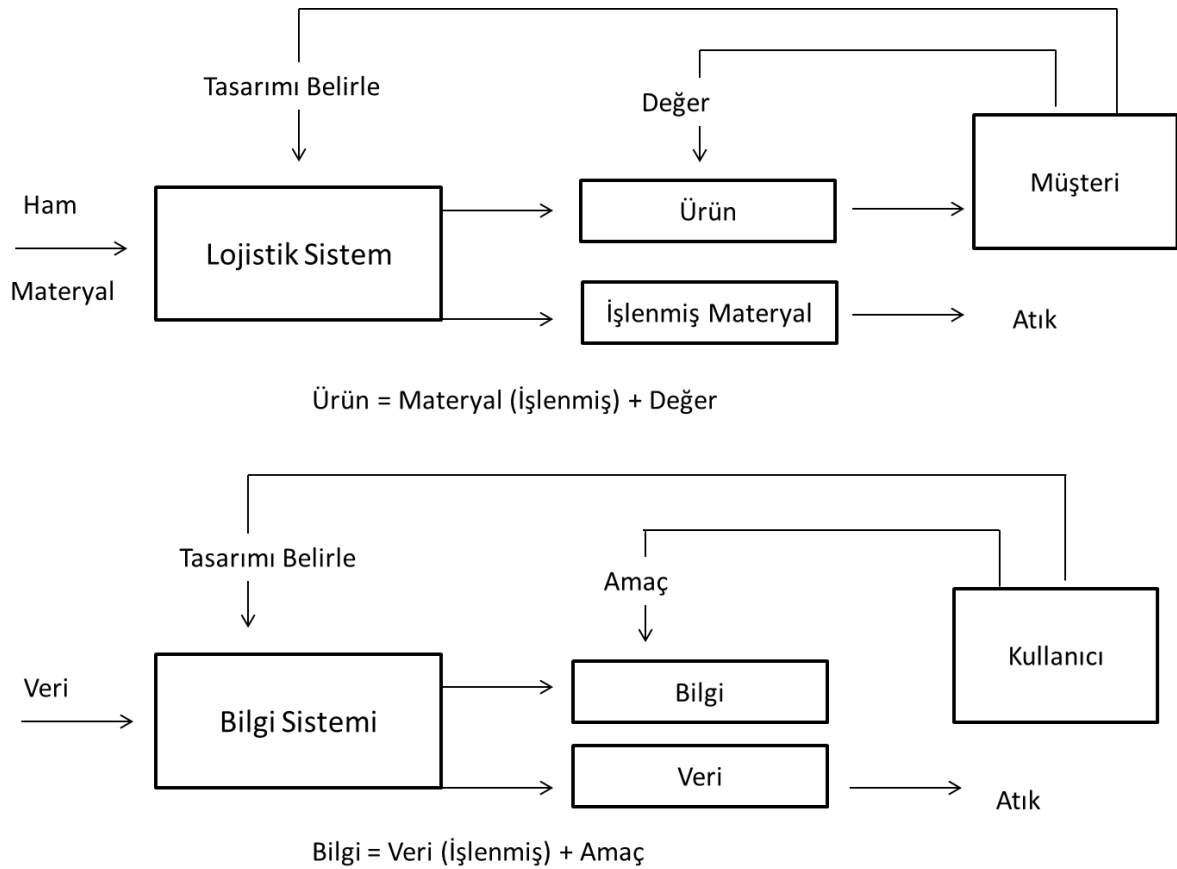 Tasarımı Belirle
Değer
Müşteri
Ham
Materyal
Lojistik Sistem
Ürün
İşlenmiş Materyal
Atık
Ürün = Materyal (İşlenmiş) + Değer
Tasarımı Belirle
Amaç
Kullanıcı
Veri
Bilgi Sistemi
Bilgi
Veri
Atık
Bilgi = Veri (İşlenmiş) + Amaç